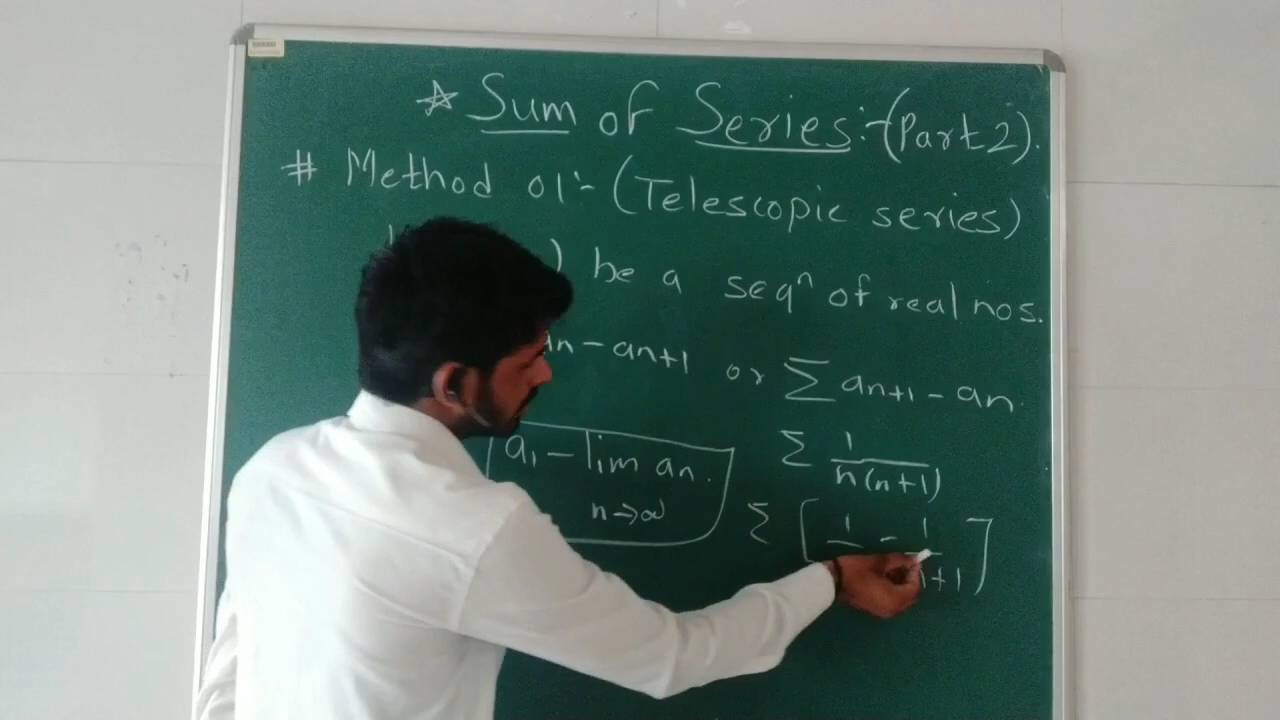 ☆ Sum of Series:-(Part 2).
# Method 01:- (Telescopic series)
) be a seqⁿ of real nos.
an - an+1 or ∑ an+1 - an.
a₁ - lim an.
n→∞
∑ 1/n(n+1)
∑ [1/ - 1/n+1]